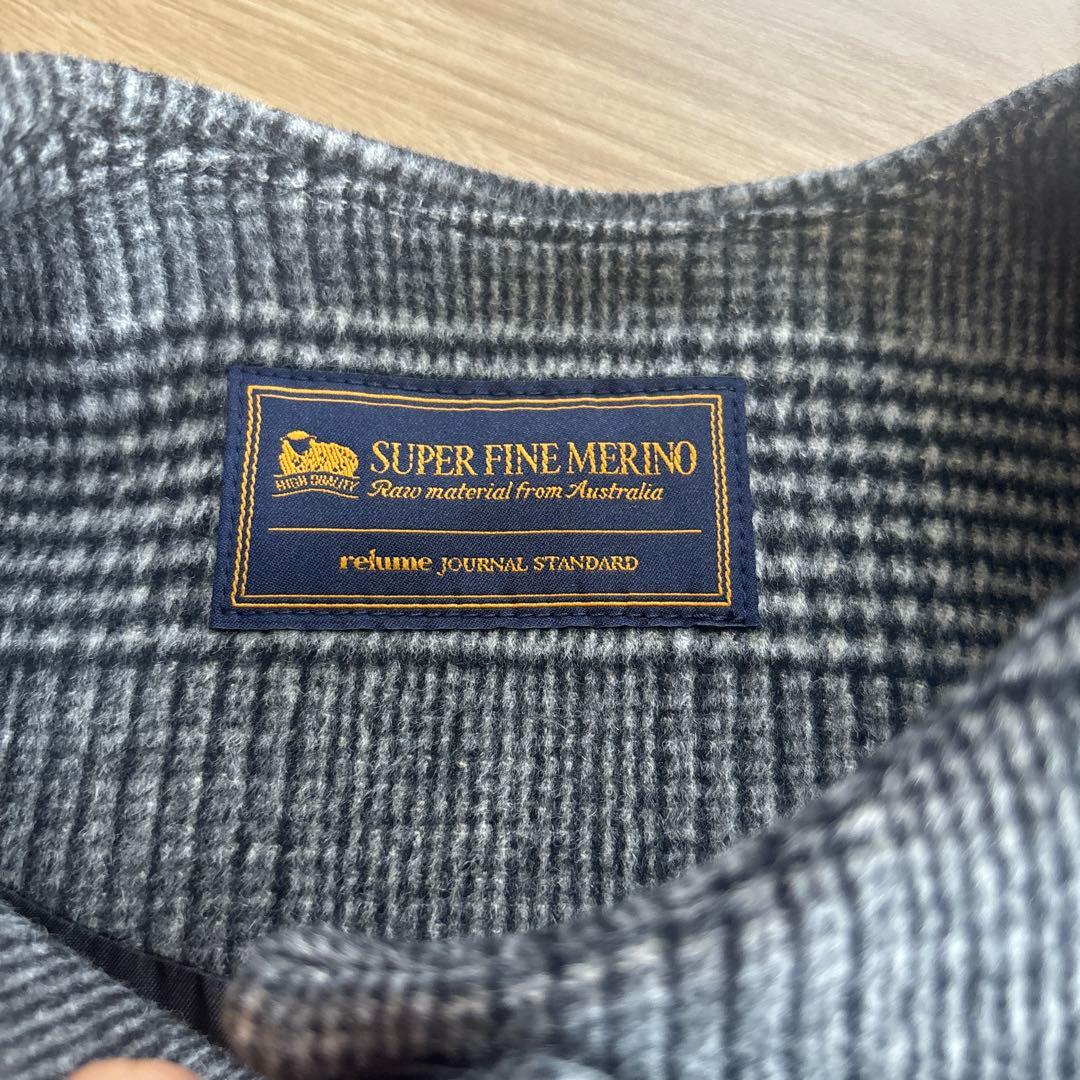 SUPER FINE MERINO
HIGH QUALITY
Raw material from Australia
relume JOURNAL STANDARD